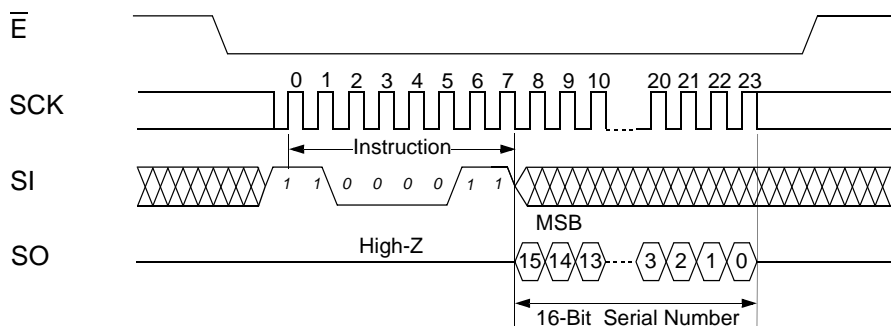 E
0 1 2 3 4 5 6 7 8 9 10 20 21 22 23
SCK
Instruction
SI
1 1 0 0 0 0 1 1
MSB
High-Z
SO
15 14 13 3 2 1 0
16-Bit Serial Number